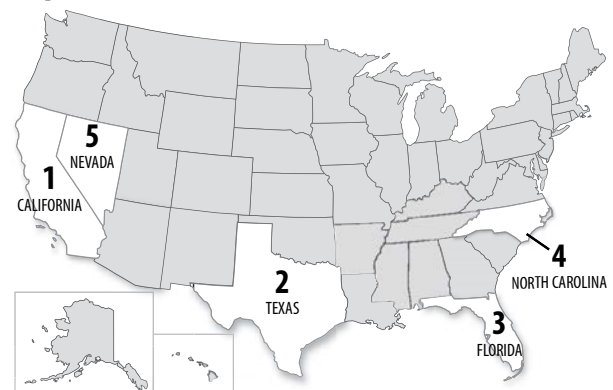 5
NEVADA
1
CALIFORNIA
2
TEXAS
4
NORTH CAROLINA
3
FLORIDA